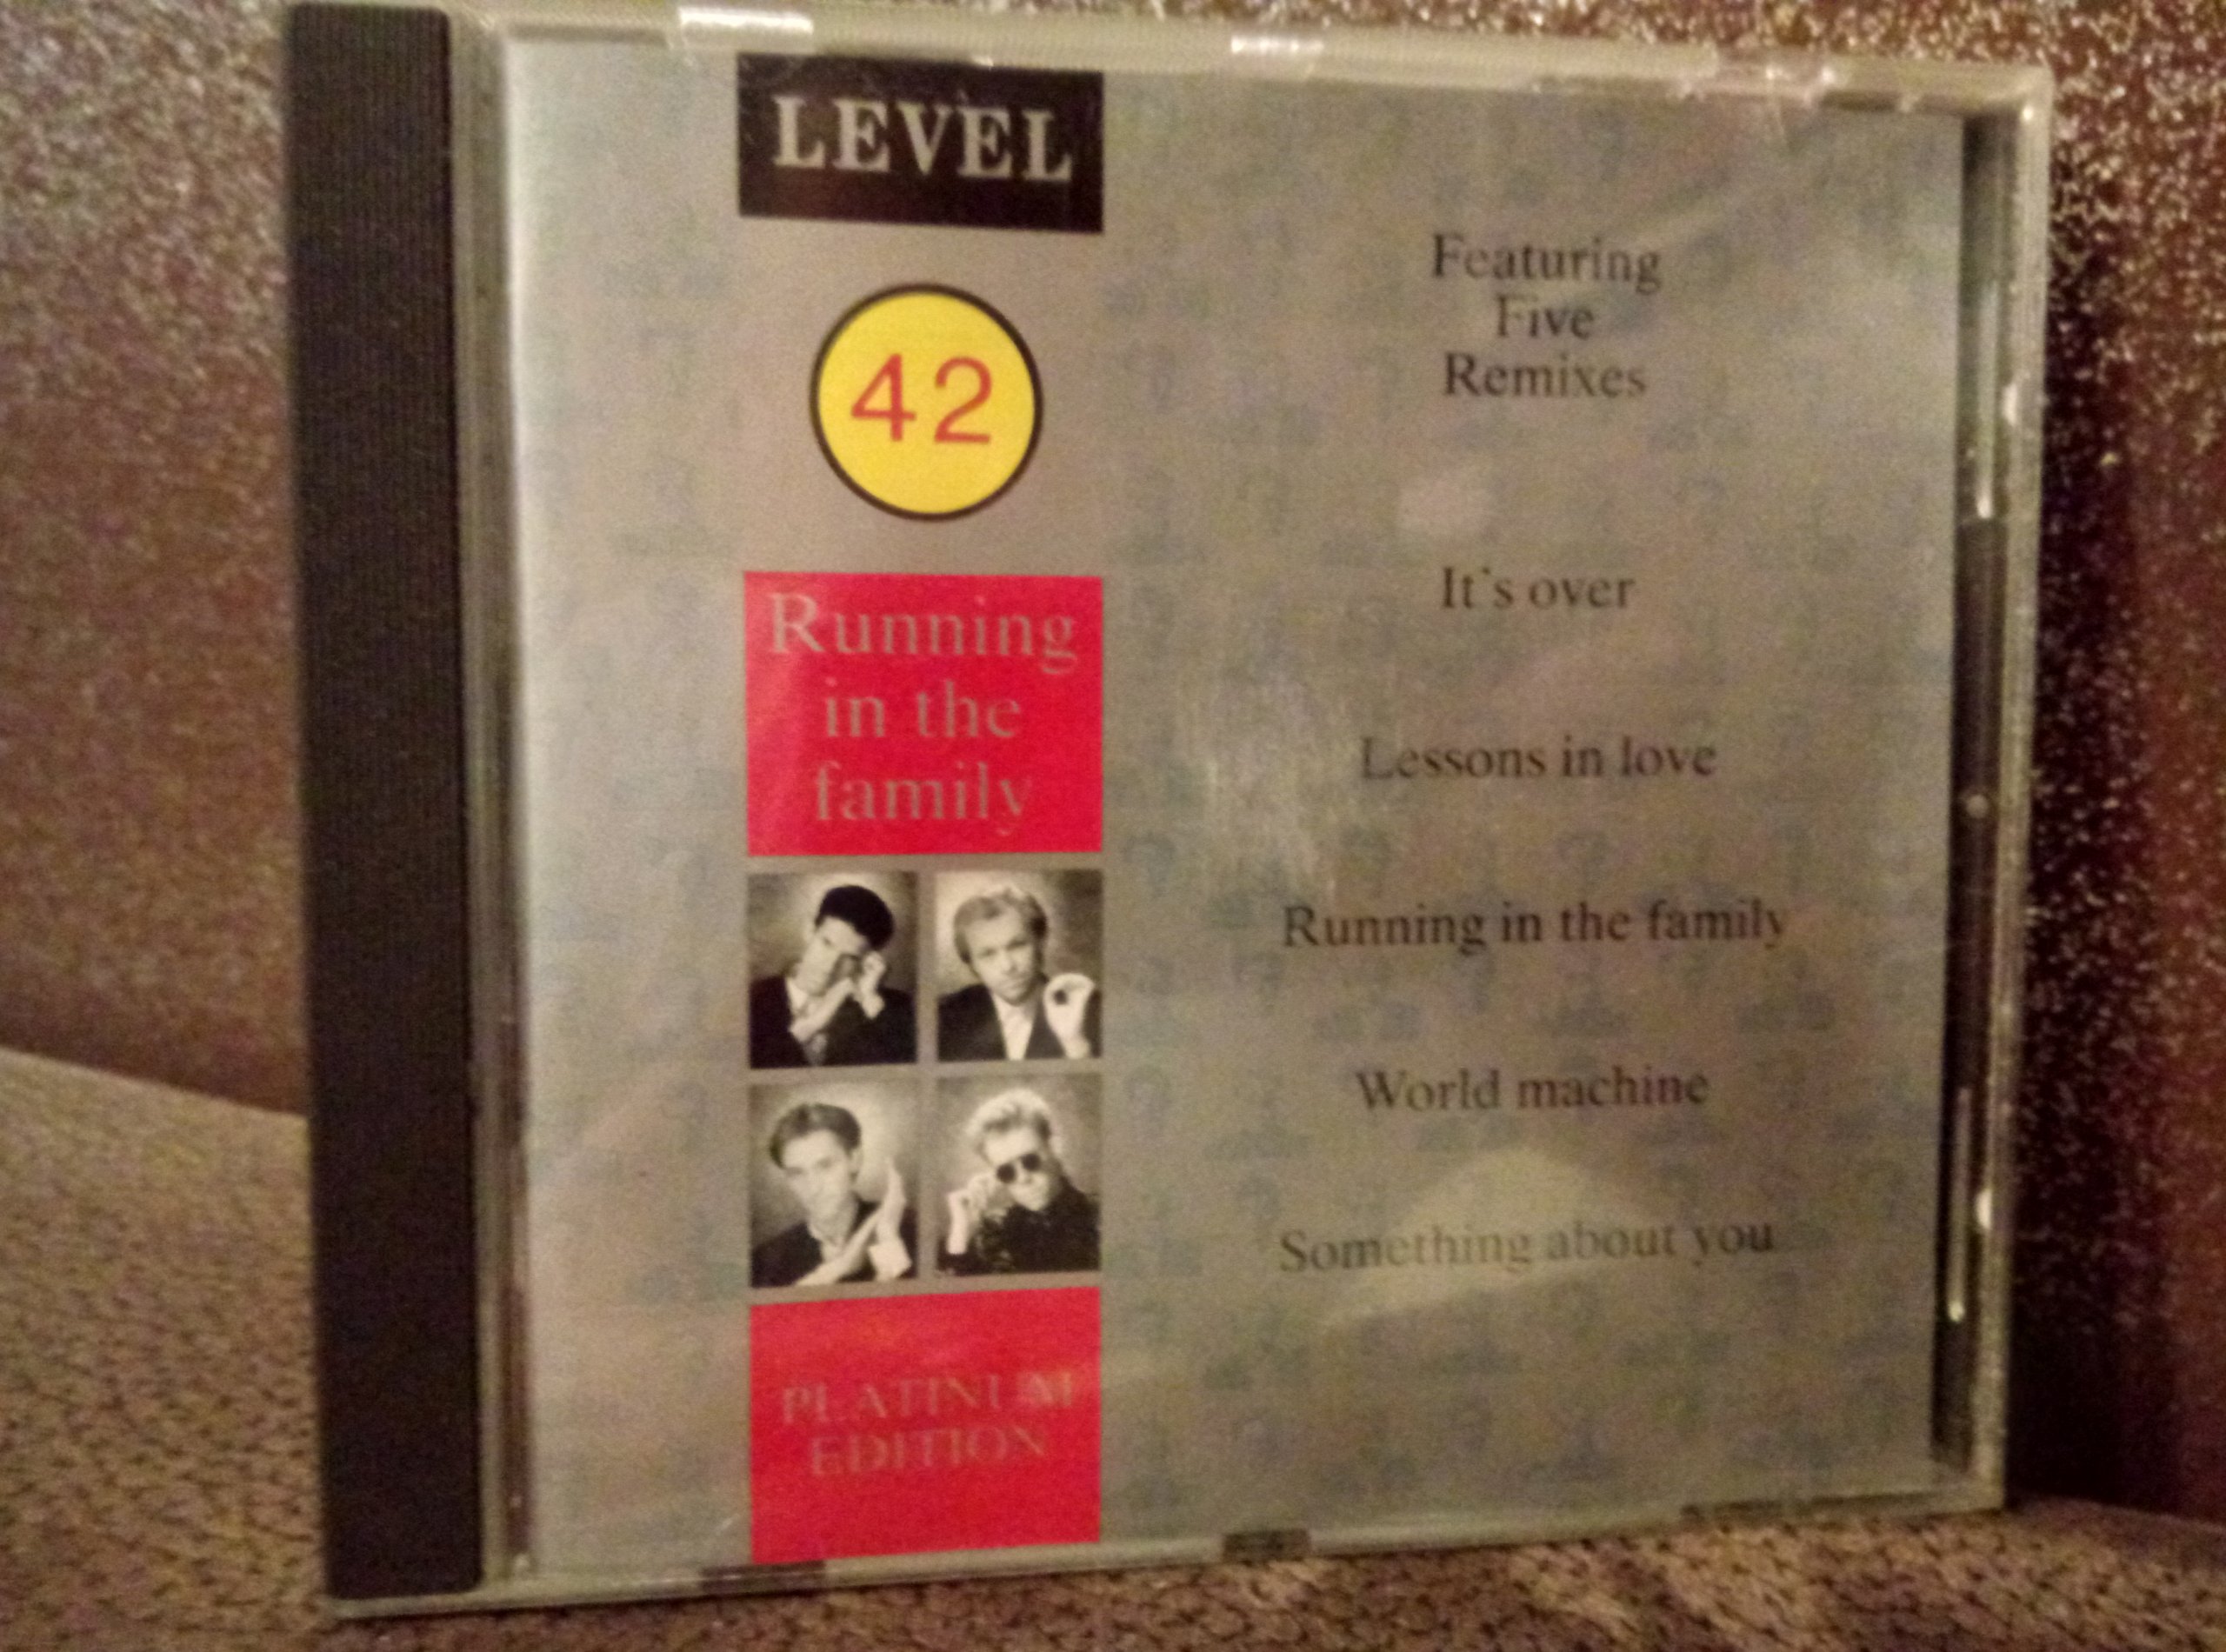 LEVEL
42
Running
in the
family
PLATINUM
EDITION
Featuring
Five
Remixes
It's over
Lessons in love
Running in the family
World machine
Something about you